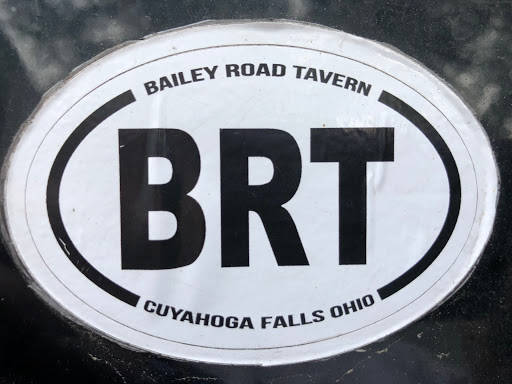 BAILEY ROAD TAVERN
BRT
CUYAHOGA FALLS OHIO